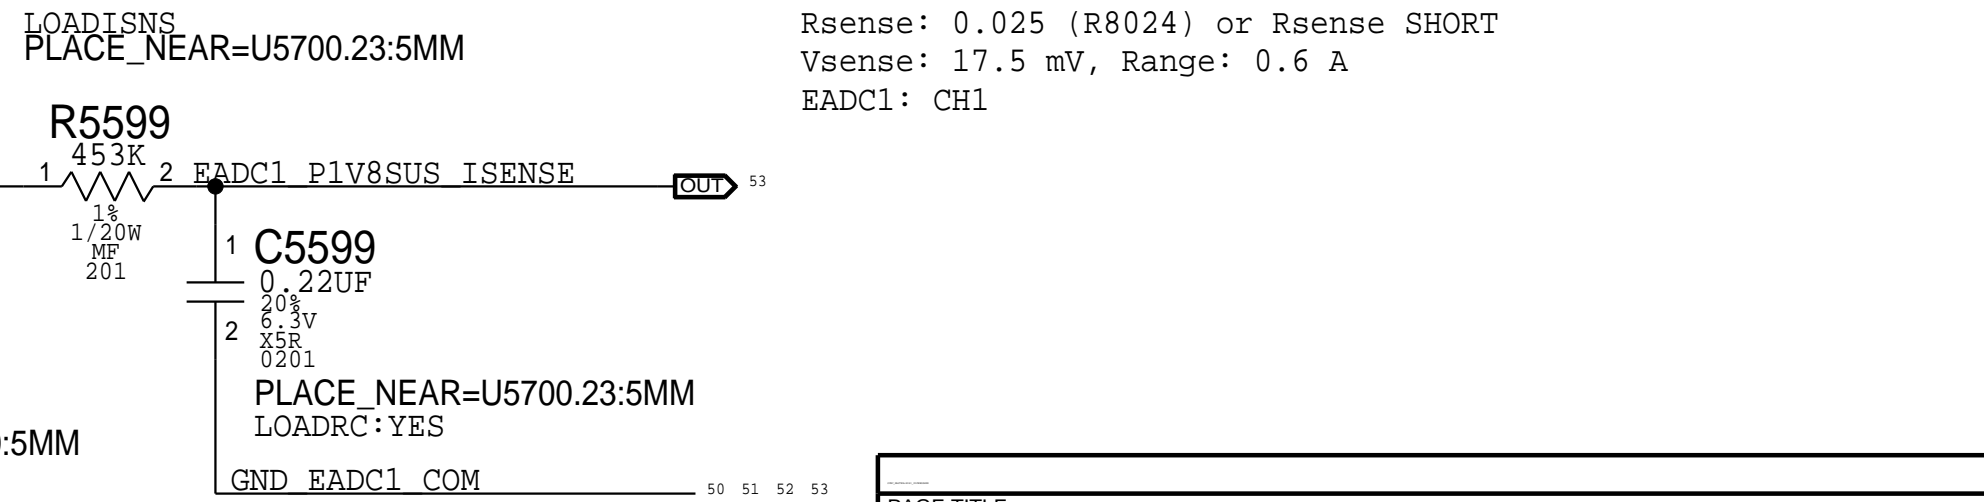 LOADISNS
PLACE_NEAR=U5700.23:5MM
Rsense: 0.025 (R8024) or Rsense SHORT
Vsense: 17.5 mV, Range: 0.6 A
EADC1: CH1
R5599
453K
1
2
EADC1_P1V8SUS_ISENSE
OUT
53
1%
1/20W
MF
201
1
C5599
0.22UF
20%
6.3V
X5R
0201
2
PLACE_NEAR=U5700.23:5MM
LOADRC:YES
:5MM
GND_EADC1_COM
50 51 52 53
PAGE TITLE